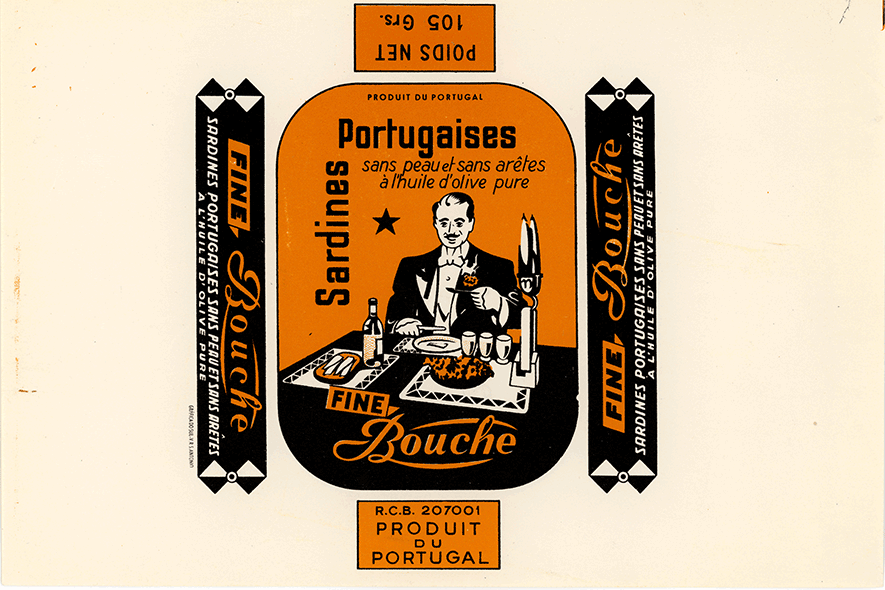 POIDS NET
105 Grs.
PRODUIT DU PORTUGAL
Sardines
Portugaises
sans peau et sans arêtes
à l'huile d'olive pure
FINE
Bouche
FINE Bouche
SARDINES PORTUGAISES SANS PEAU ET SANS ARÊTES
A L'HUILE D'OLIVE PURE
FINE Bouche
SARDINES PORTUGAISES SANS PEAU ET SANS ARÊTES
A L'HUILE D'OLIVE PURE
R.C.B. 207001
PRODUIT
DU
PORTUGAL